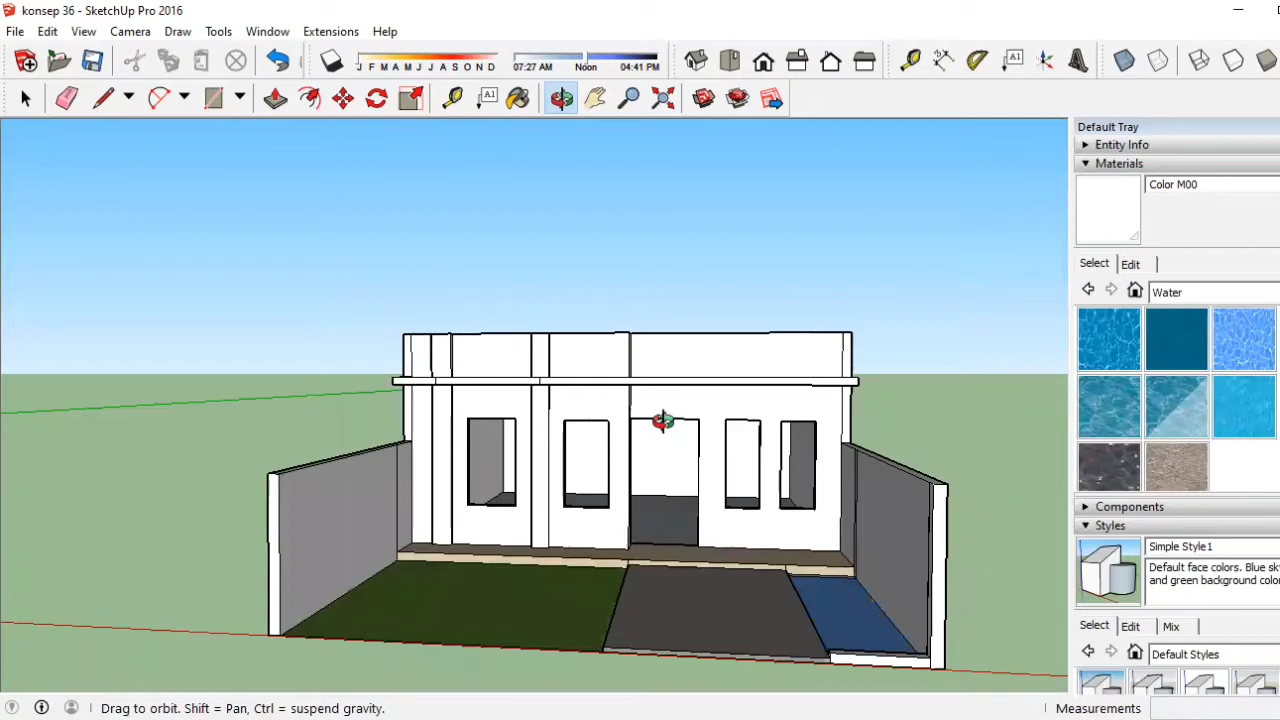 konsep 36 - SketchUp Pro 2016
File Edit View Camera Draw Tools Window Extensions Help
J F M A M J J A S O N D 07:27 AM Noon 04:41 PM
A1
A1
Default Tray
Entity Info
Materials
Color M00
Select Edit
Water
Components
Styles
Simple Style1
Default face colors. Blue sk
and green background colo
Select Edit Mix
Default Styles
Drag to orbit. Shift = Pan, Ctrl = suspend gravity.
Measurements